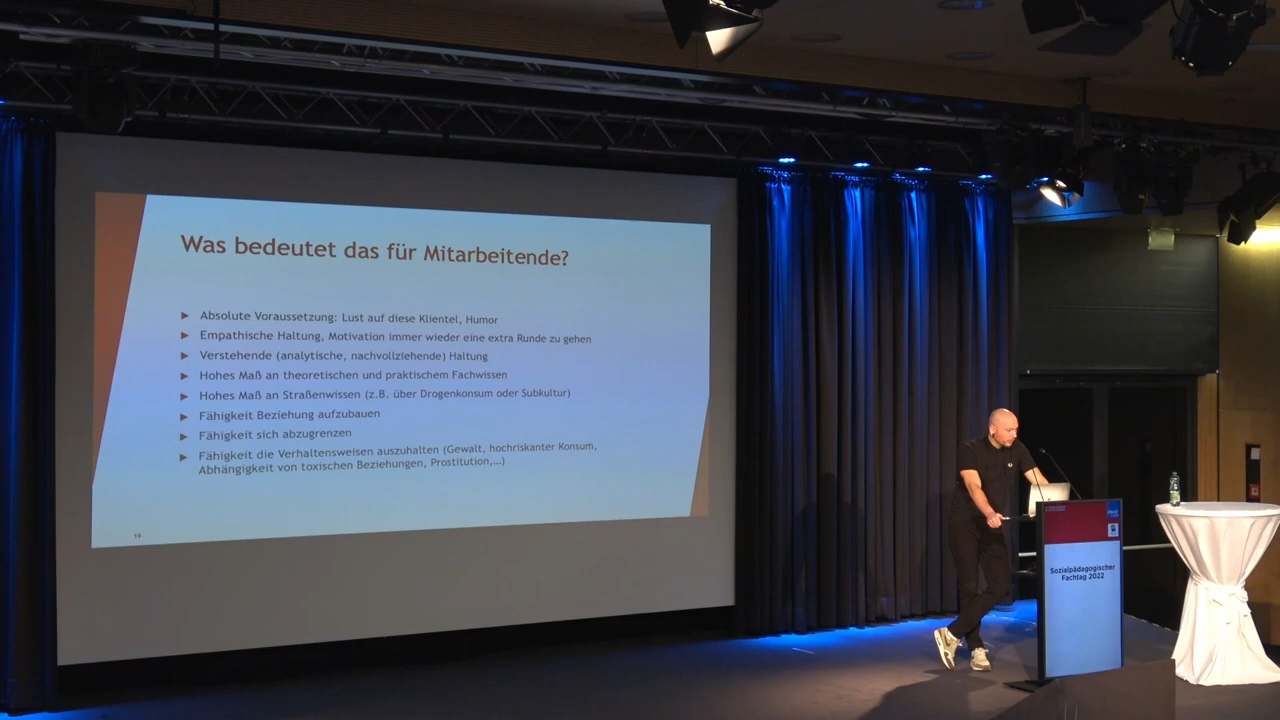 Was bedeutet das für Mitarbeitende?
Absolute Voraussetzung: Lust auf diese Klientel, Humor
Empathische Haltung, Motivation immer wieder eine extra Runde zu gehen
Verstehende (analytische, nachvollziehende) Haltung
Hohes Maß an theoretischen und praktischem Fachwissen
Hohes Maß an Straßenwissen (z.B. über Drogenkonsum oder Subkultur)
Fähigkeit Beziehung aufzubauen
Fähigkeit sich abzugrenzen
Fähigkeit die Verhaltensweisen auszuhalten (Gewalt, hochriskanter Konsum,
Abhängigkeit von toxischen Beziehungen, Prostitution,…)
19
Sozialpädagogischer
Fachtag 2022